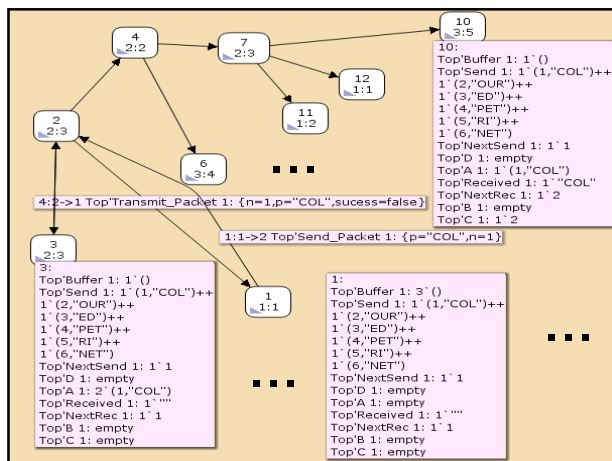 10
3:5
4
2:2
7
2:3
12
1:1
11
1:2
2
2:3
6
3:4
10:
Top'Buffer 1: 1`()
Top'Send 1: 1`(1,"COL")++
1`(2,"OUR")++
1`(3,"ED")++
1`(4,"PET")++
1`(5,"RI")++
1`(6,"NET")
Top'NextSend 1: 1`1
Top'D 1: empty
Top'A 1: 1`(1,"COL")
Top'Received 1: 1`"COL"
Top'NextRec 1: 1`2
Top'B 1: empty
Top'C 1: 1`2
4:2->1 Top'Transmit_Packet 1: {n=1,p="COL",sucess=false}
1:1->2 Top'Send_Packet 1: {p="COL",n=1}
3
2:3
3:
Top'Buffer 1: 1`()
Top'Send 1: 1`(1,"COL")++
1`(2,"OUR")++
1`(3,"ED")++
1`(4,"PET")++
1`(5,"RI")++
1`(6,"NET")
Top'NextSend 1: 1`1
Top'D 1: empty
Top'A 1: 2`(1,"COL")
Top'Received 1: 1`""
Top'NextRec 1: 1`1
Top'B 1: empty
Top'C 1: empty
1
1:1
1:
Top'Buffer 1: 3`()
Top'Send 1: 1`(1,"COL")++
1`(2,"OUR")++
1`(3,"ED")++
1`(4,"PET")++
1`(5,"RI")++
1`(6,"NET")
Top'NextSend 1: 1`1
Top'D 1: empty
Top'A 1: empty
Top'Received 1: 1`""
Top'NextRec 1: 1`1
Top'B 1: empty
Top'C 1: empty